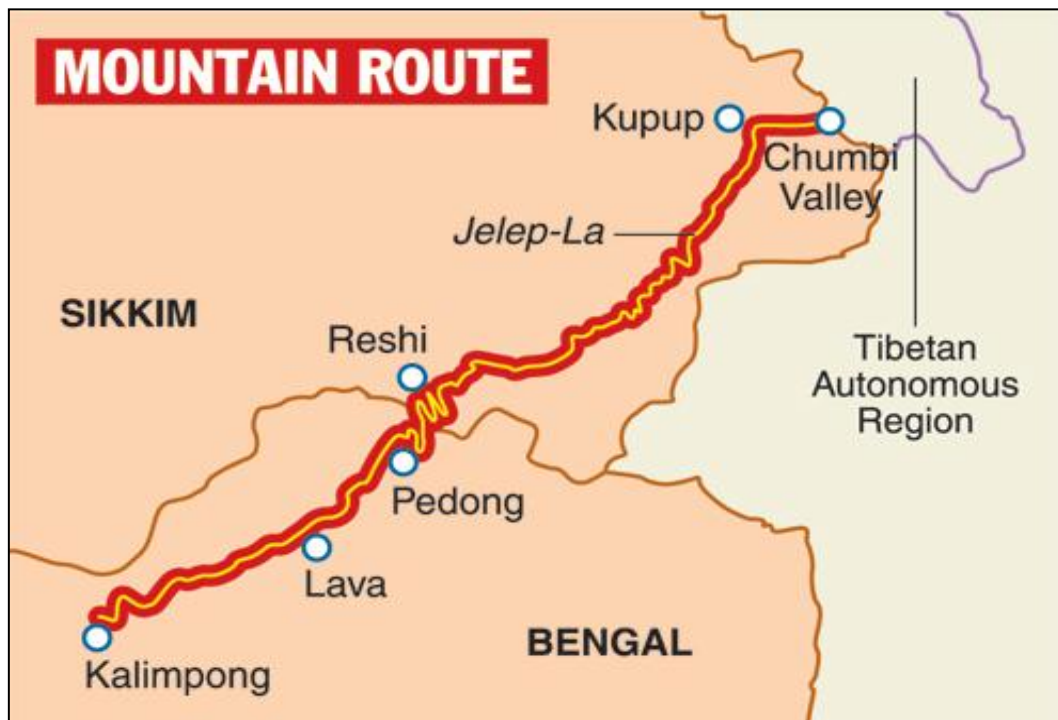 MOUNTAIN ROUTE
Kupup
Chumbi
Valley
Jelep-La
SIKKIM
Reshi
Tibetan
Autonomous
Region
Pedong
Lava
BENGAL
Kalimpong